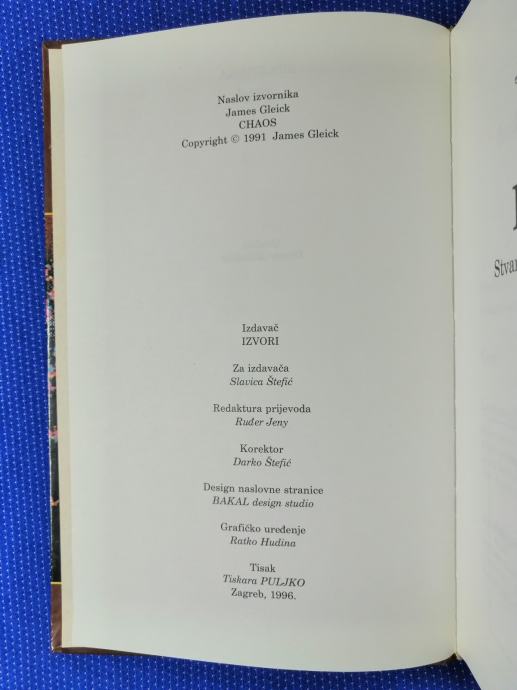 Naslov izvornika
James Gleick
CHAOS
Copyright © 1991 James Gleick
Izdavač
IZVORI
Za izdavača
Slavica Štefić
Redaktura prijevoda
Ruđer Jeny
Korektor
Darko Štefić
Design naslovne stranice
BAKAL design studio
Grafičko uređenje
Ratko Hudina
Tisak
Tiskara PULJKO
Zagreb, 1996.